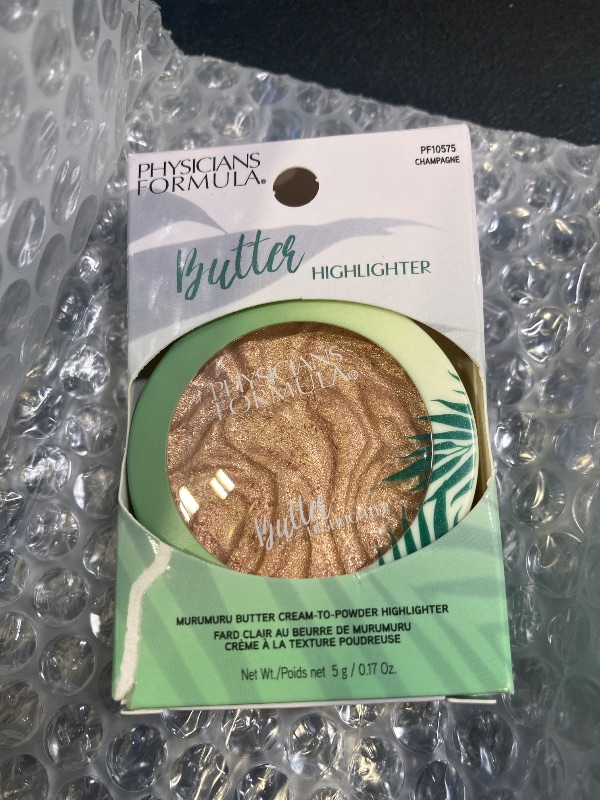 PHYSICIANS
FORMULA®
PF10575
CHAMPAGNE
Butter HIGHLIGHTER
PHYSICIANS
FORMULA®
Butter HIGHLIGHTER
MURUMURU BUTTER CREAM-TO-POWDER HIGHLIGHTER
FARD CLAIR AU BEURRE DE MURUMURU
CRÈME À LA TEXTURE POUDREUSE
Net Wt./Poids net 5 g / 0.17 Oz.